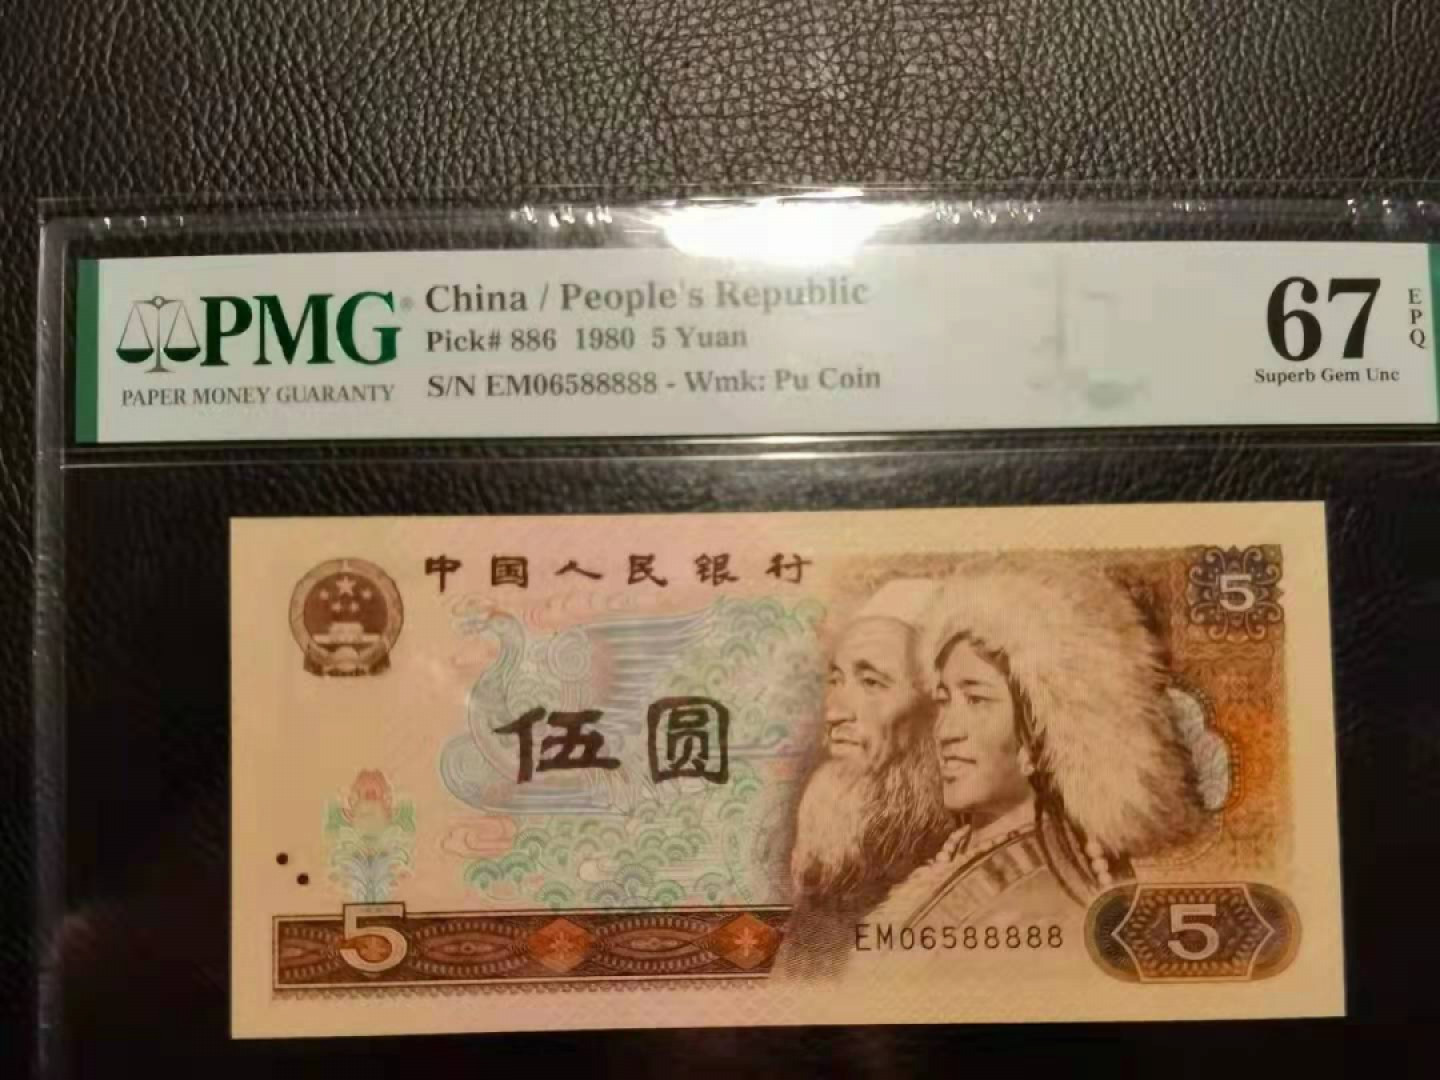 PMG®
PAPER MONEY GUARANTY
China / People's Republic
Pick# 886 1980 5 Yuan
S/N EM06588888 - Wmk: Pu Coin
67
EPQ
Superb Gem Unc
中国人民银行
5
伍圆
5
EM06588888
5